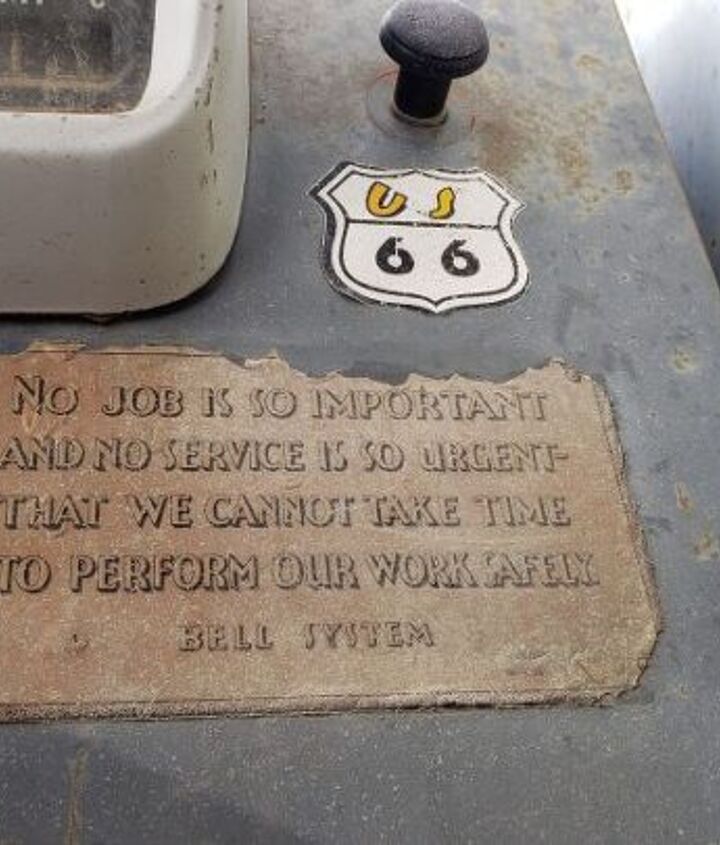 US
66
NO JOB IS SO IMPORTANT
AND NO SERVICE IS SO URGENT-
THAT WE CANNOT TAKE TIME
TO PERFORM OUR WORK SAFELY.
BELL SYSTEM